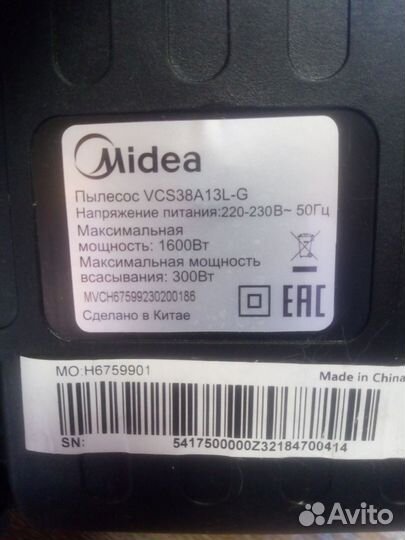 Midea
Пылесос VCS38A13L-G
Напряжение питания:220-230В~ 50Гц
Максимальная
мощность: 1600Вт
Максимальная мощность
всасывания: 300Вт
MVCH67599230200186
Сделано в Китае
EAC
MO:H6759901
Made in China
SN:
5417500000Z32184700414
Avito